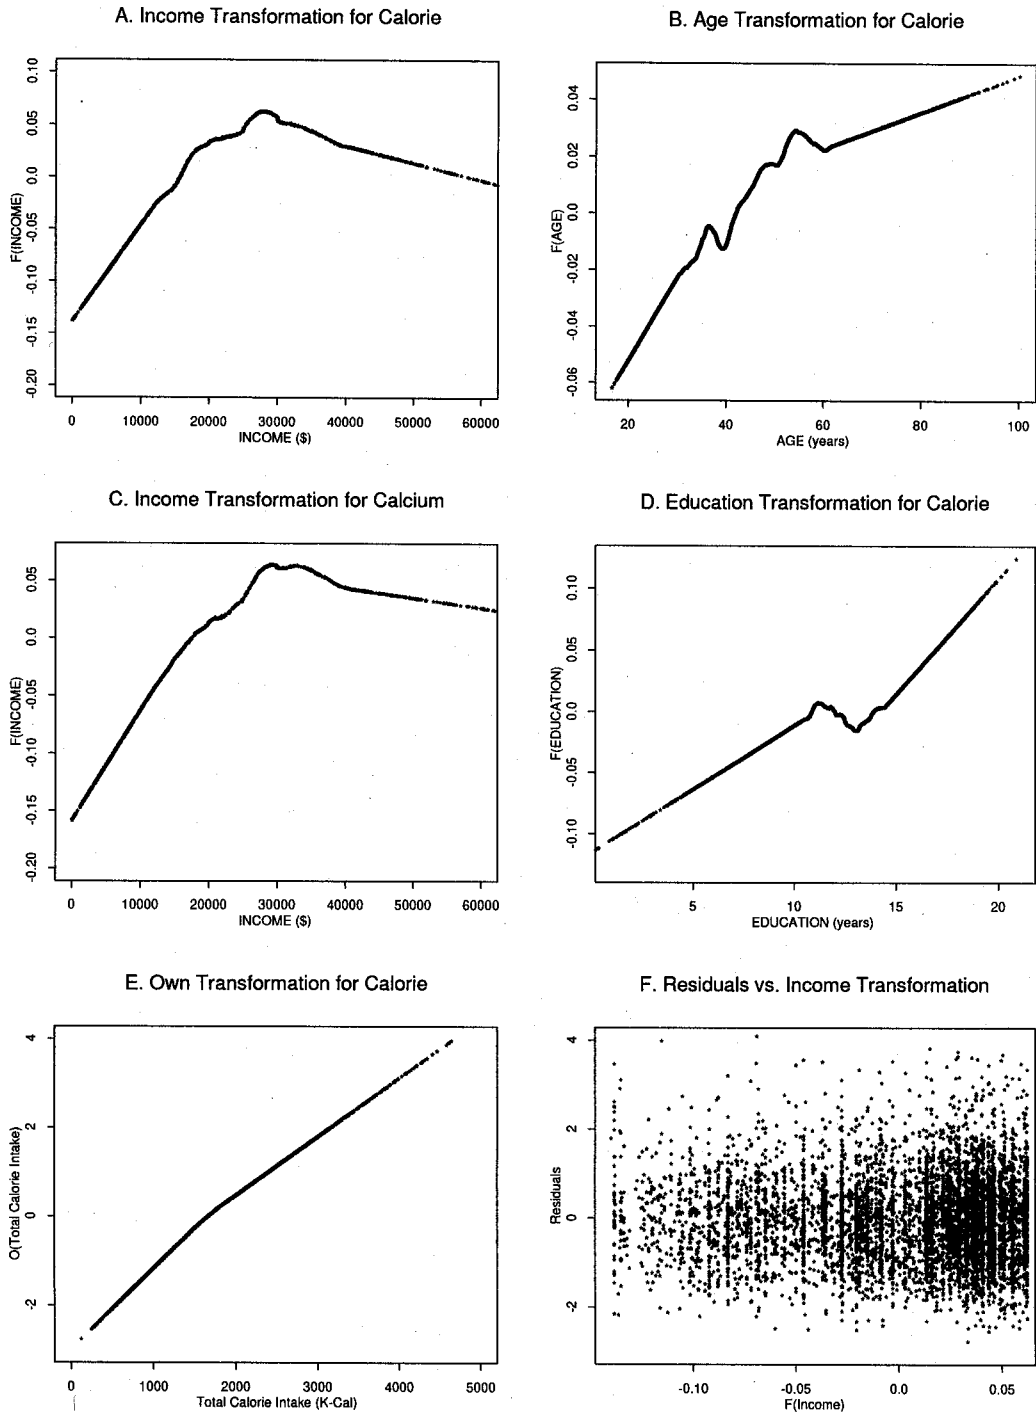 A. Income Transformation for Calorie
F(INCOME)
0.10
0.05
0.0
-0.05
-0.10
-0.15
-0.20
0 10000 20000 30000 40000 50000 60000
INCOME ($)
B. Age Transformation for Calorie
F(AGE)
0.04
0.02
0.0
-0.02
-0.04
-0.06
20 40 60 80 100
AGE (years)
C. Income Transformation for Calcium
F(INCOME)
0.05
0.0
-0.05
-0.10
-0.15
-0.20
0 10000 20000 30000 40000 50000 60000
INCOME ($)
D. Education Transformation for Calorie
F(EDUCATION)
0.10
0.05
0.0
-0.05
-0.10
5 10 15 20
EDUCATION (years)
E. Own Transformation for Calorie
O(Total Calorie Intake)
4
2
0
-2
0 1000 2000 3000 4000 5000
Total Calorie Intake (K-Cal)
F. Residuals vs. Income Transformation
Residuals
4
2
0
-2
-0.10 -0.05 0.0 0.05
F(Income)